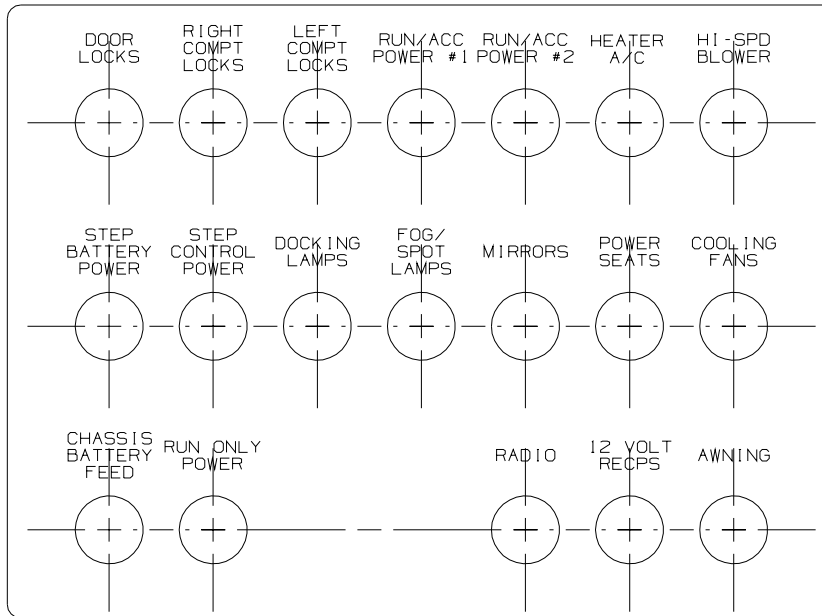 DOOR
LOCKS
RIGHT
COMPT
LOCKS
LEFT
COMPT
LOCKS
RUN/ACC
POWER #1
RUN/ACC
POWER #2
HEATER
A/C
HI-SPD
BLOWER
STEP
BATTERY
POWER
STEP
CONTROL
POWER
DOCKING
LAMPS
FOG/
SPOT
LAMPS
MIRRORS
POWER
SEATS
COOLING
FANS
CHASSIS
BATTERY
FEED
RUN ONLY
POWER
RADIO
12 VOLT
RECPS
AWNING